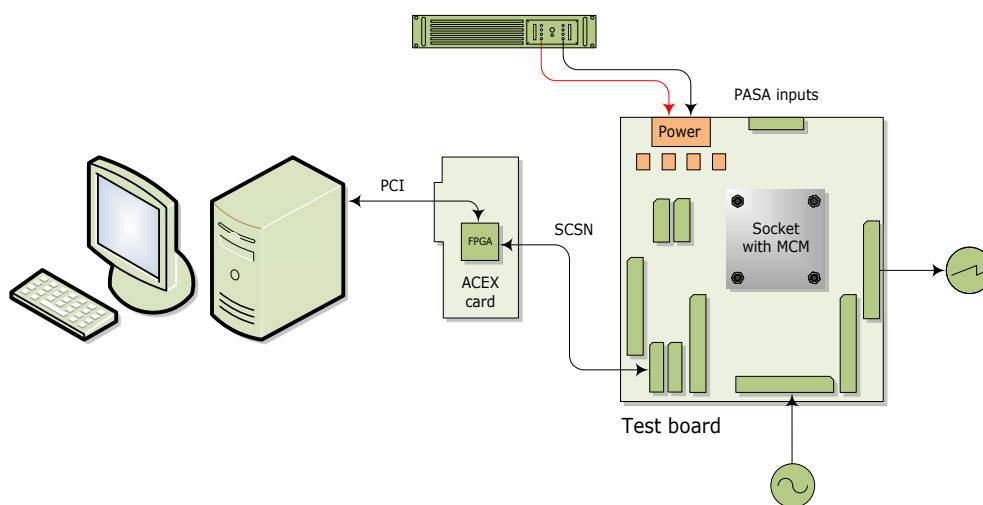 PASA inputs
Power
PCI
SCSN
FPGA
ACEX
card
Socket
with MCM
Test board